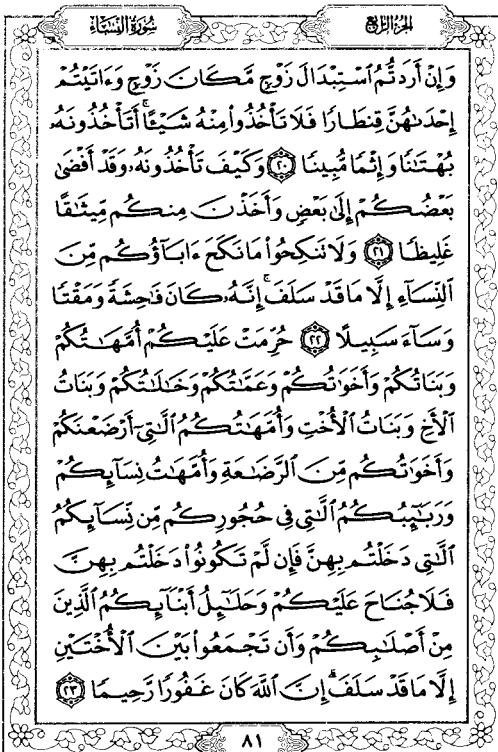 سورة النساء
الجزء الرابع
وَإِنْ أَرَدتُّمُ ٱسْتِبْدَالَ زَوْجٍ مَّكَانَ زَوْجٍ وَءَاتَيْتُمْ
إِحْدَىٰهُنَّ قِنطَارًا فَلَا تَأْخُذُوا۟ مِنْهُ شَيْـًٔا ۚ أَتَأْخُذُونَهُۥ
بُهْتَـٰنًا وَإِثْمًا مُّبِينًا ٢٠ وَكَيْفَ تَأْخُذُونَهُۥ وَقَدْ أَفْضَىٰ
بَعْضُكُمْ إِلَىٰ بَعْضٍ وَأَخَذْنَ مِنكُم مِّيثَـٰقًا
غَلِيظًا ٢١ وَلَا تَنكِحُوا۟ مَا نَكَحَ ءَابَآؤُكُم مِّنَ
ٱلنِّسَآءِ إِلَّا مَا قَدْ سَلَفَ ۚ إِنَّهُۥ كَانَ فَـٰحِشَةً وَمَقْتًا
وَسَآءَ سَبِيلًا ٢٢ حُرِّمَتْ عَلَيْكُمْ أُمَّهَـٰتُكُمْ
وَبَنَاتُكُمْ وَأَخَوَٰتُكُمْ وَعَمَّـٰتُكُمْ وَخَـٰلَـٰتُكُمْ وَبَنَاتُ
ٱلْأَخِ وَبَنَاتُ ٱلْأُخْتِ وَأُمَّهَـٰتُكُمُ ٱلَّـٰتِىٓ أَرْضَعْنَكُمْ
وَأَخَوَٰتُكُم مِّنَ ٱلرَّضَـٰعَةِ وَأُمَّهَـٰتُ نِسَآئِكُمْ
وَرَبَـٰٓئِبُكُمُ ٱلَّـٰتِى فِى حُجُورِكُم مِّن نِّسَآئِكُمُ
ٱلَّـٰتِى دَخَلْتُم بِهِنَّ فَإِن لَّمْ تَكُونُوا۟ دَخَلْتُم بِهِنَّ
فَلَا جُنَاحَ عَلَيْكُمْ وَحَلَـٰٓئِلُ أَبْنَآئِكُمُ ٱلَّذِينَ
مِنْ أَصْلَـٰبِكُمْ وَأَن تَجْمَعُوا۟ بَيْنَ ٱلْأُخْتَيْنِ
إِلَّا مَا قَدْ سَلَفَ ۗ إِنَّ ٱللَّهَ كَانَ غَفُورًا رَّحِيمًا ٢٣
٨١